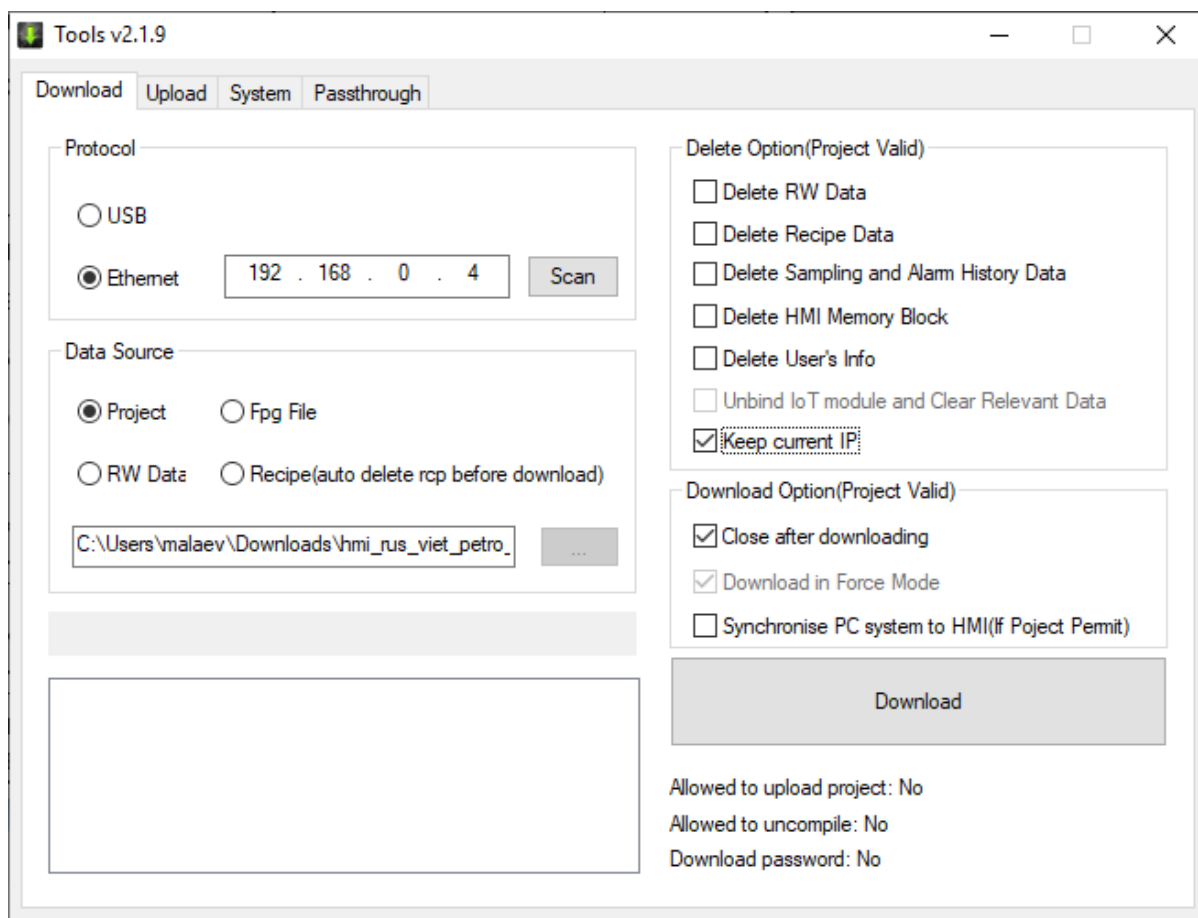 Tools v2.1.9
Download Upload System Passthrough
Protocol
USB
Ethernet 192 . 168 . 0 . 4 Scan
Data Source
Project Fpg File
RW Data Recipe(auto delete rcp before download)
C:\Users\malaev\Downloads\hmi_rus_viet_petro_ ...
Delete Option(Project Valid)
Delete RW Data
Delete Recipe Data
Delete Sampling and Alarm History Data
Delete HMI Memory Block
Delete User's Info
Unbind IoT module and Clear Relevant Data
Keep current IP
Download Option(Project Valid)
Close after downloading
Download in Force Mode
Synchronise PC system to HMI(If Poject Permit)
Download
Allowed to upload project: No
Allowed to uncompile: No
Download password: No